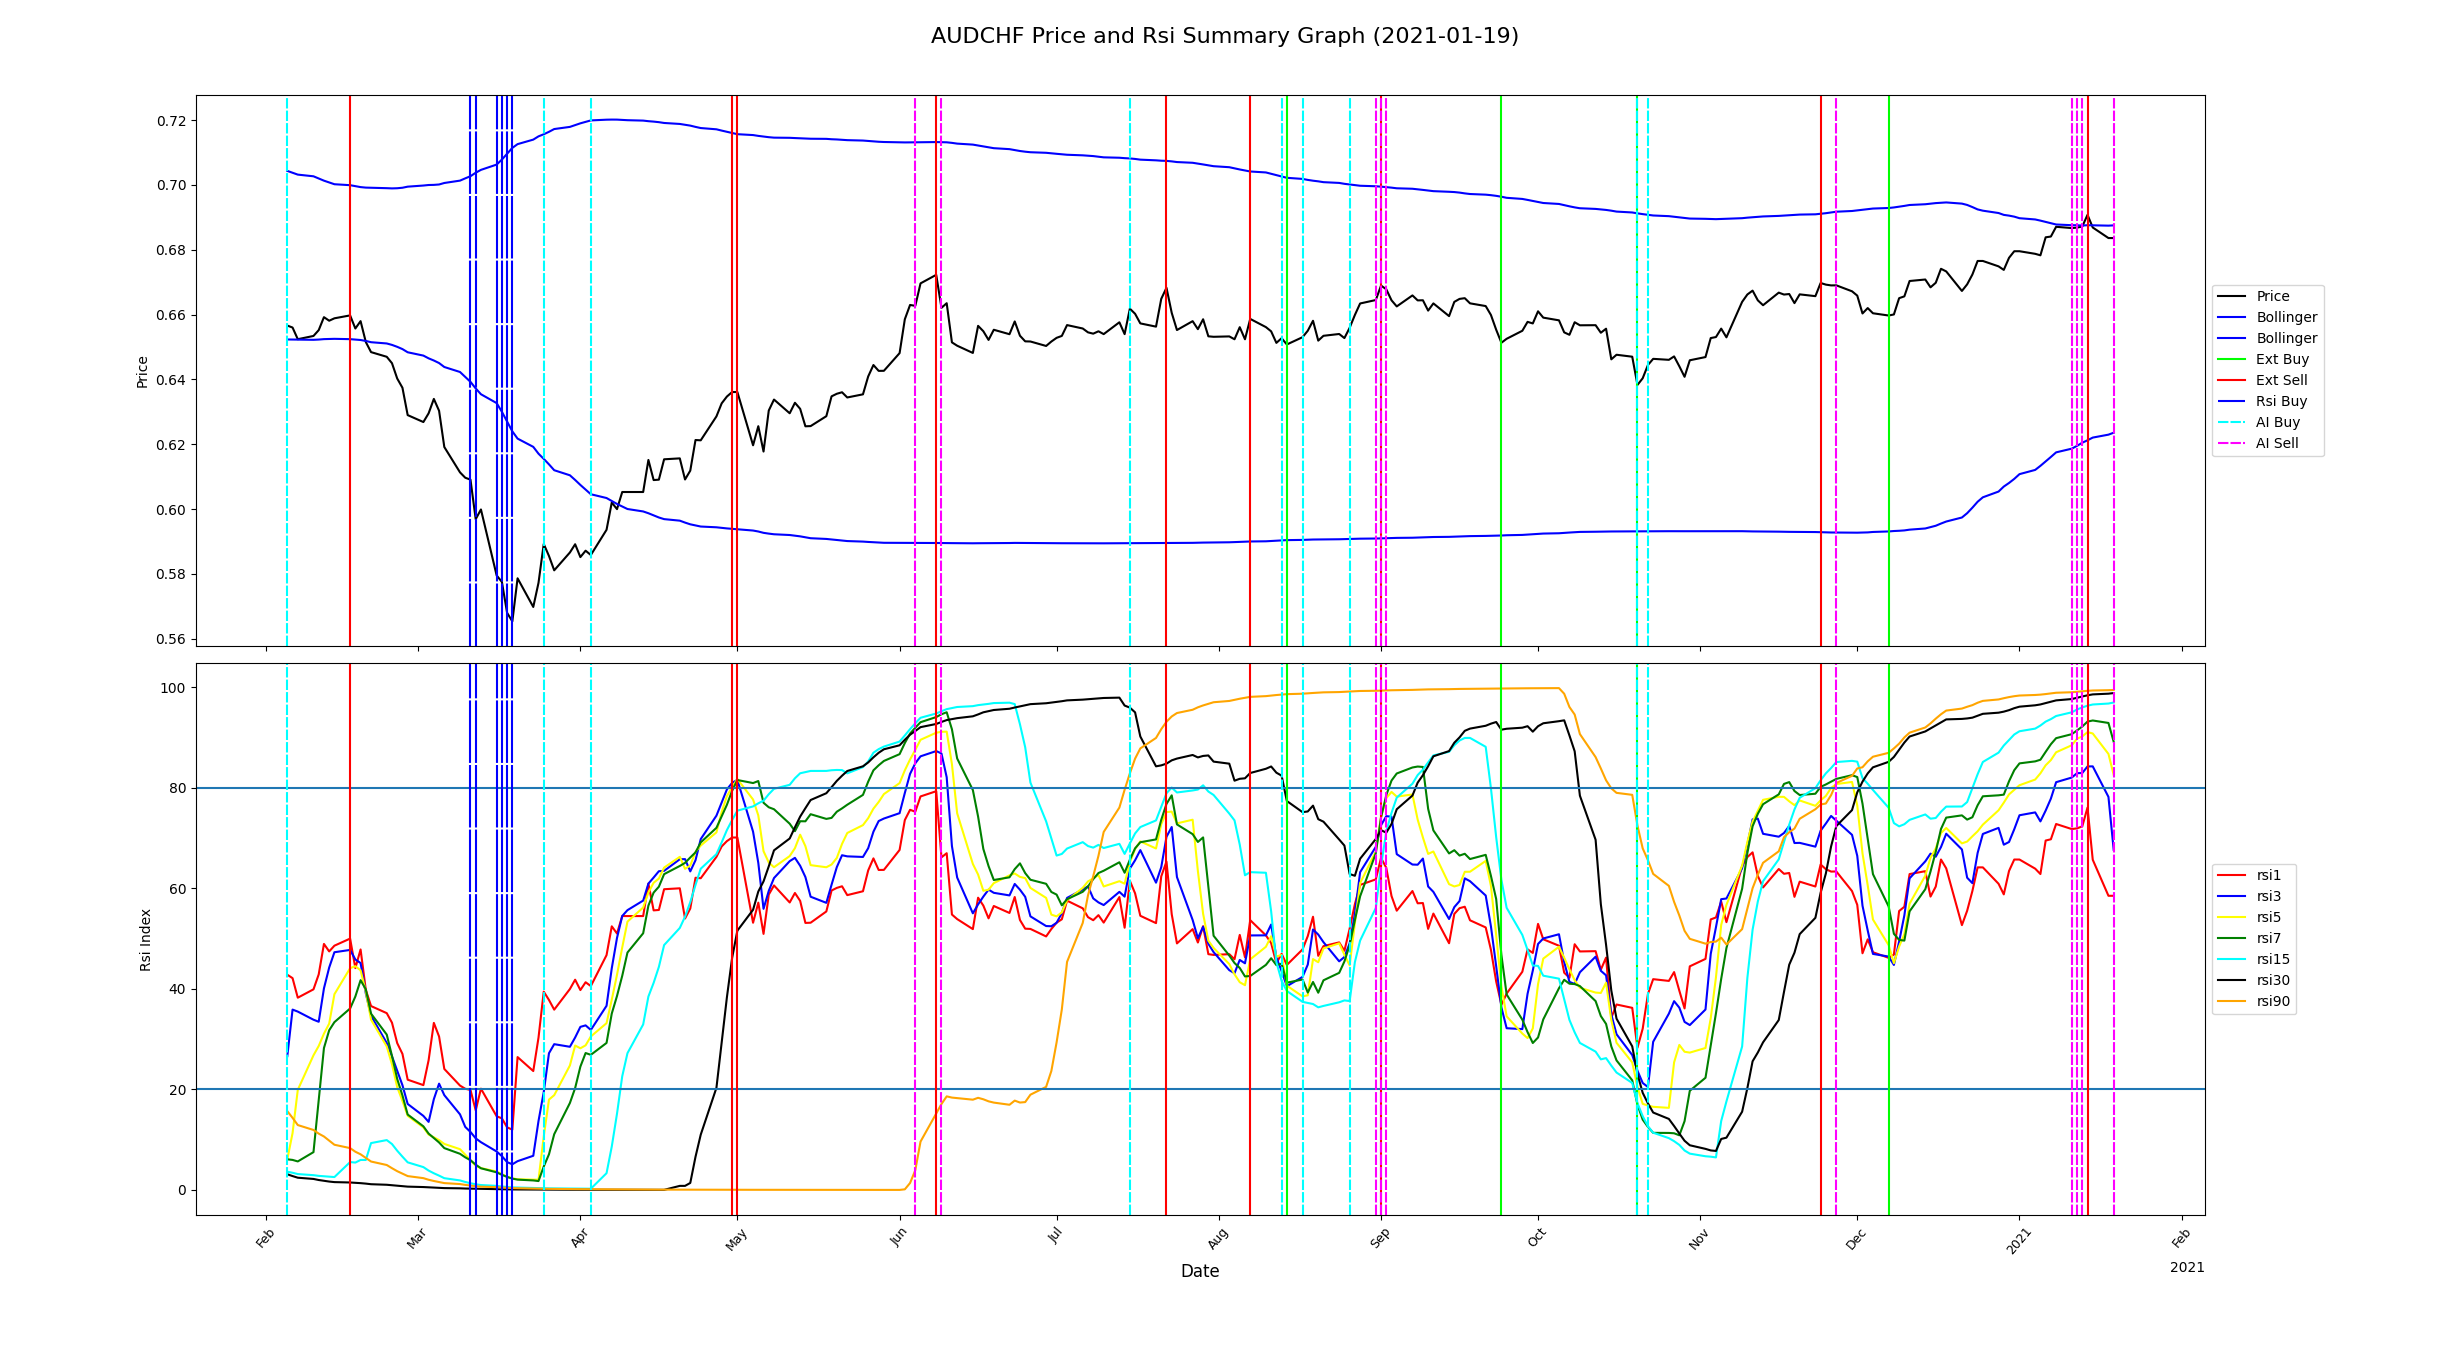 AUDCHF Price and Rsi Summary Graph (2021-01-19)
0.72
0.70
0.68
0.66
0.64
0.62
0.60
0.58
0.56
Price
Price
Bollinger
Bollinger
Ext Buy
Ext Sell
Rsi Buy
AI Buy
AI Sell
100
80
60
40
20
0
Rsi Index
rsi1
rsi3
rsi5
rsi7
rsi15
rsi30
rsi90
Feb Mar Apr May Jun Jul Aug Sep Oct Nov Dec 2021 Feb
Date
2021